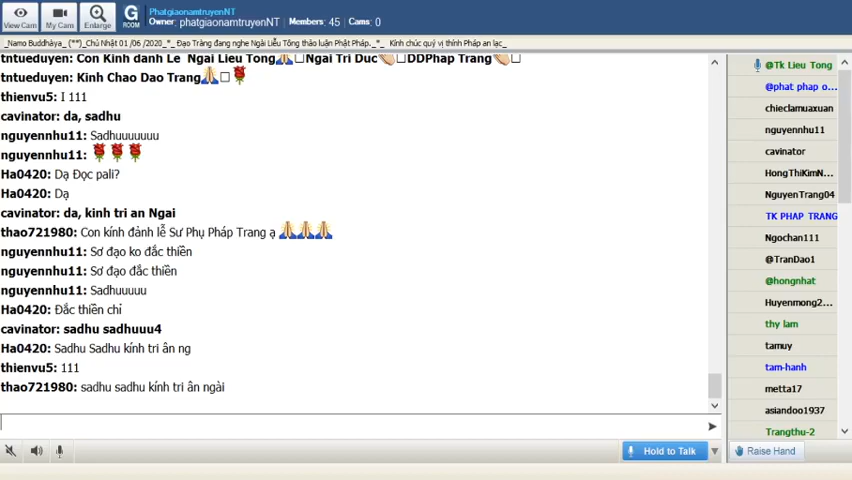 View Cam
My Cam
Enlarge
G
ROOM
PhatgiaonamtruyenNT
Owner: phatgiaonamtruyenNT
Members: 45
Cams: 0
_Namo Buddhàya_ (**)_Chủ Nhật 01 /06 /2020_*_ Đạo Tràng đang nghe Ngài Liễu Tông thảo luận Phật Pháp._*_ Kính chúc quý vị thính Pháp an lạc_
tntueduyen: Con Kinh danh Le Ngai Lieu Tong Ngai Tri Duc DDPhap Trang
tntueduyen: Kinh Chao Dao Trang
thienvu5: I 111
cavinator: da, sadhu
nguyennhu11: Sadhuuuuuuu
nguyennhu11:
Ha0420: Dạ Đọc pali?
Ha0420: Dạ
cavinator: da, kinh tri an Ngai
thao721980: Con kính đảnh lễ Sư Phụ Pháp Trang ạ
nguyennhu11: Sơ đạo ko đắc thiền
nguyennhu11: Sơ đạo đắc thiền
nguyennhu11: Sadhuuuuu
Ha0420: Đắc thiền chỉ
cavinator: sadhu sadhuuu4
Ha0420: Sadhu Sadhu kính tri ân ng
thienvu5: 111
thao721980: sadhu sadhu kính tri ân ngài
@Tk Lieu Tong
@phat phap o...
chieclamuaxuan
nguyennhu11
cavinator
HongThiKimN...
NguyenTrang04
TK PHAP TRANG
Ngochan111
@TranDao1
@hongnhat
Huyenmong2...
thy lam
tamuy
tam-hanh
metta17
asiandoo1937
Trangthu-2
Hold to Talk
Raise Hand